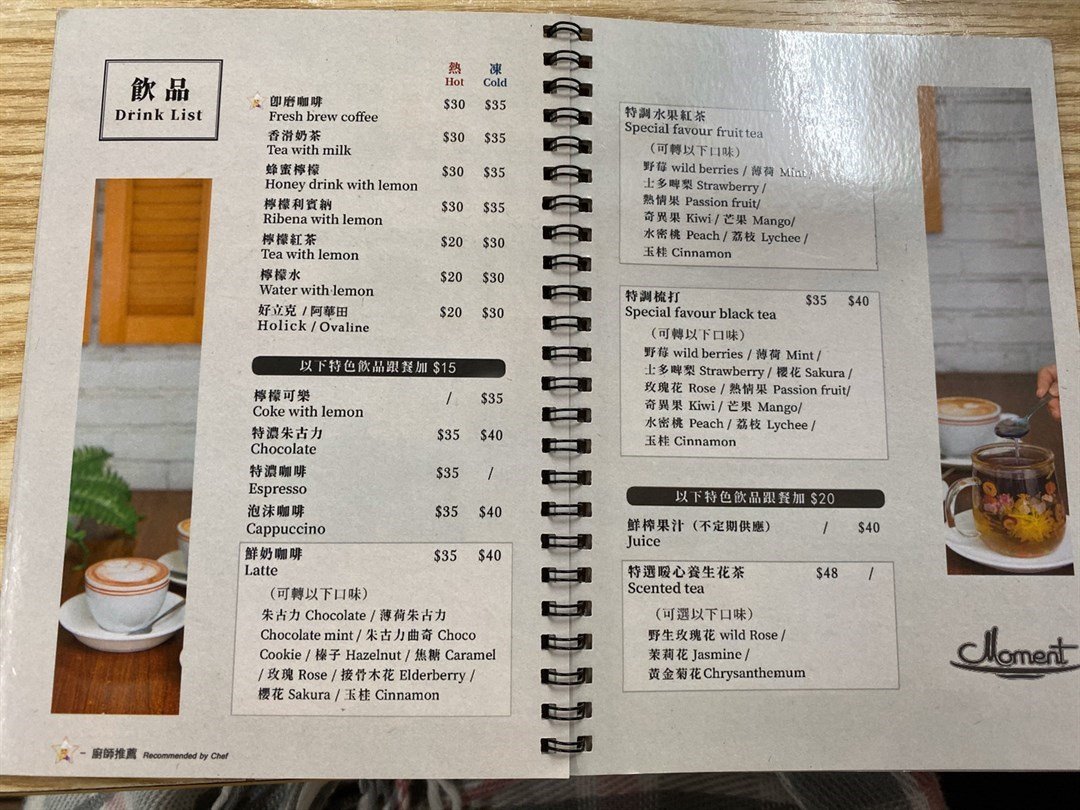 飲品
Drink List
熱 凍
Hot Cold
即磨咖啡 $30 $35
Fresh brew coffee
香滑奶茶 $30 $35
Tea with milk
蜂蜜檸檬 $30 $35
Honey drink with lemon
檸檬利賓納 $30 $35
Ribena with lemon
檸檬紅茶 $20 $30
Tea with lemon
檸檬水 $20 $30
Water with lemon
好立克 / 阿華田 $20 $30
Holick / Ovaline
以下特色飲品跟餐加 $15
檸檬可樂 / $35
Coke with lemon
特濃朱古力 $35 $40
Chocolate
特濃咖啡 $35 /
Espresso
泡沫咖啡 $35 $40
Cappuccino
鮮奶咖啡 $35 $40
Latte
(可轉以下口味)
朱古力 Chocolate / 薄荷朱古力
Chocolate mint / 朱古力曲奇 Choco
Cookie / 榛子 Hazelnut / 焦糖 Caramel
/ 玫瑰 Rose / 接骨木花 Elderberry /
櫻花 Sakura / 玉桂 Cinnamon
- 廚師推薦 Recommended by Chef
特調水果紅茶
Special favour fruit tea
(可轉以下口味)
野莓 wild berries / 薄荷 Mint
士多啤梨 Strawberry /
熱情果 Passion fruit/
奇異果 Kiwi / 芒果 Mango/
水密桃 Peach / 荔枝 Lychee /
玉桂 Cinnamon
特調梳打 $35 $40
Special favour black tea
(可轉以下口味)
野莓 wild berries / 薄荷 Mint /
士多啤梨 Strawberry / 櫻花 Sakura /
玫瑰花 Rose / 熱情果 Passion fruit/
奇異果 Kiwi / 芒果 Mango/
水密桃 Peach / 荔枝 Lychee /
玉桂 Cinnamon
以下特色飲品跟餐加 $20
鮮榨果汁 (不定期供應) / $40
Juice
特選暖心養生花茶 $48 /
Scented tea
(可選以下口味)
野生玫瑰花 wild Rose /
茉莉花 Jasmine /
黃金菊花 Chrysanthemum
Moment